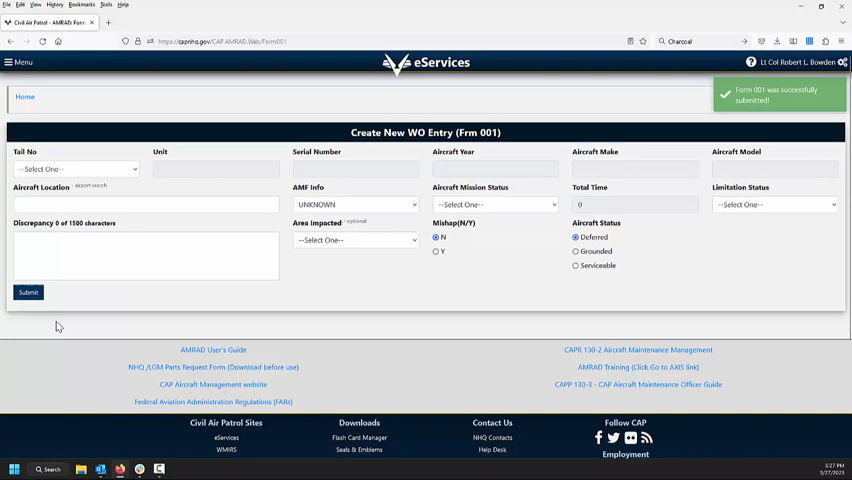 File Edit View History Bookmarks Tools Help
Civil Air Patrol - AMRAD: Form ×
https://capnhq.gov/CAP.AMRAD.Web/Form001
Charcoal
Menu
eServices
Lt Col Robert L. Bowden
Form 001 was successfully
submitted!
Home
Create New WO Entry (Frm 001)
Tail No Unit Serial Number Aircraft Year Aircraft Make Aircraft Model
--Select One--
Aircraft Location - airport search AMF Info Aircraft Mission Status Total Time Limitation Status
UNKNOWN --Select One-- 0 --Select One--
Discrepancy 0 of 1500 characters Area Impacted - optional Mishap(N/Y) Aircraft Status
--Select One-- N Deferred
Y Grounded
Serviceable
Submit
AMRAD User's Guide CAPR 130-2 Aircraft Maintenance Management
NHQ /LGM Parts Request Form (Download before use) AMRAD Training (Click Go to AXIS link)
CAP Aircraft Management website CAPP 130-3 - CAP Aircraft Maintenance Officer Guide
Federal Aviation Administration Regulations (FARs)
Civil Air Patrol Sites Downloads Contact Us Follow CAP
eServices Flash Card Manager NHQ Contacts
WMIRS Seals & Emblems Help Desk Employment
Search
5:27 PM
3/27/2023